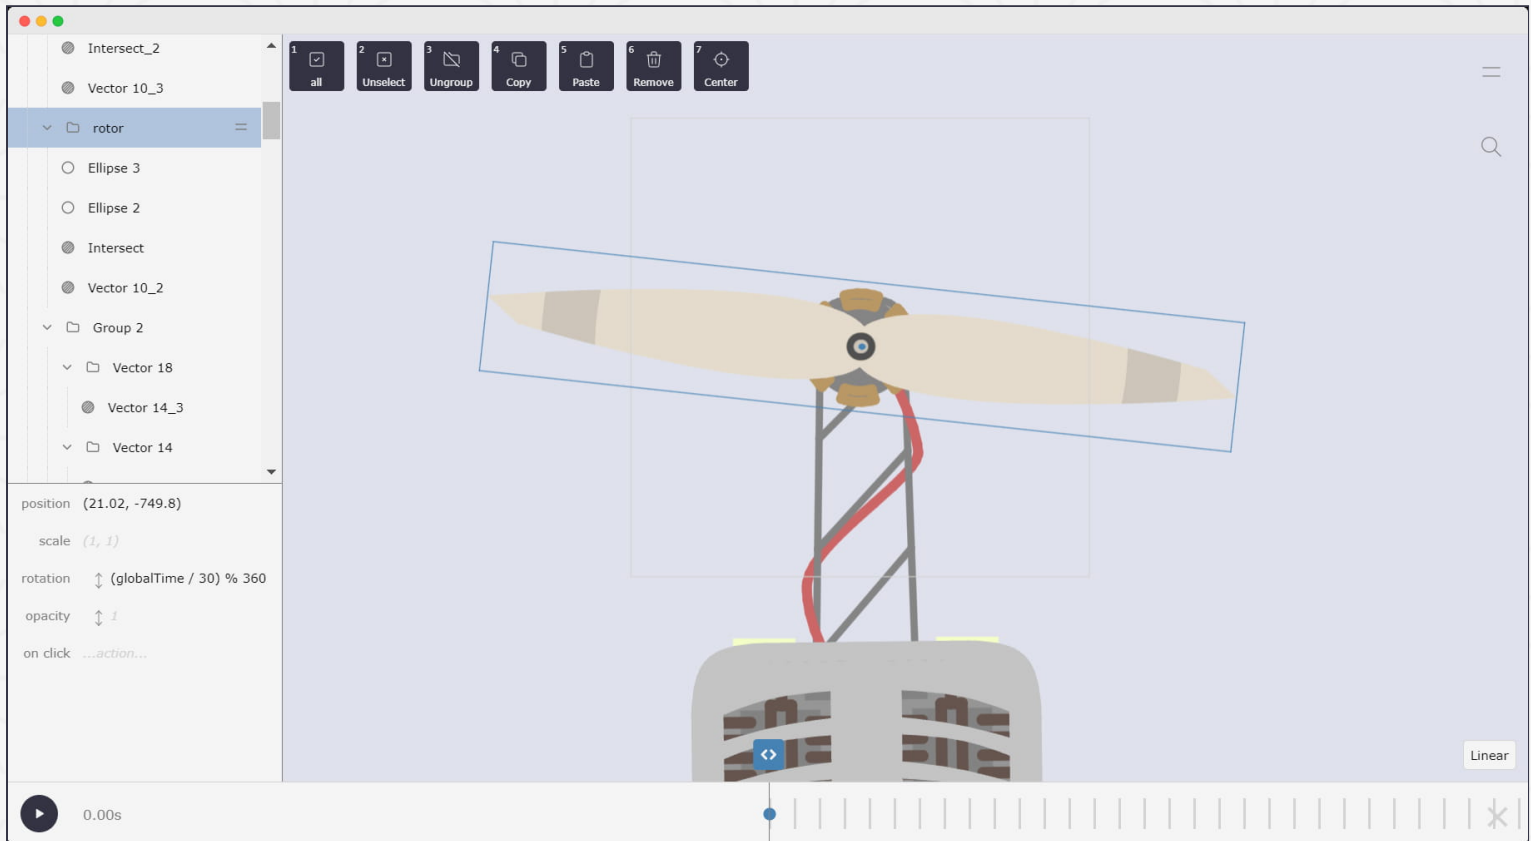 Intersect_2
Vector 10_3
rotor
Ellipse 3
Ellipse 2
Intersect
Vector 10_2
Group 2
Vector 18
Vector 14_3
Vector 14
position (21.02, -749.8)
scale (1, 1)
rotation (globalTime / 30) % 360
opacity 1
on click ...action...
1 2 3 4 5 6 7
all Unselect Ungroup Copy Paste Remove Center
Linear
0.00s